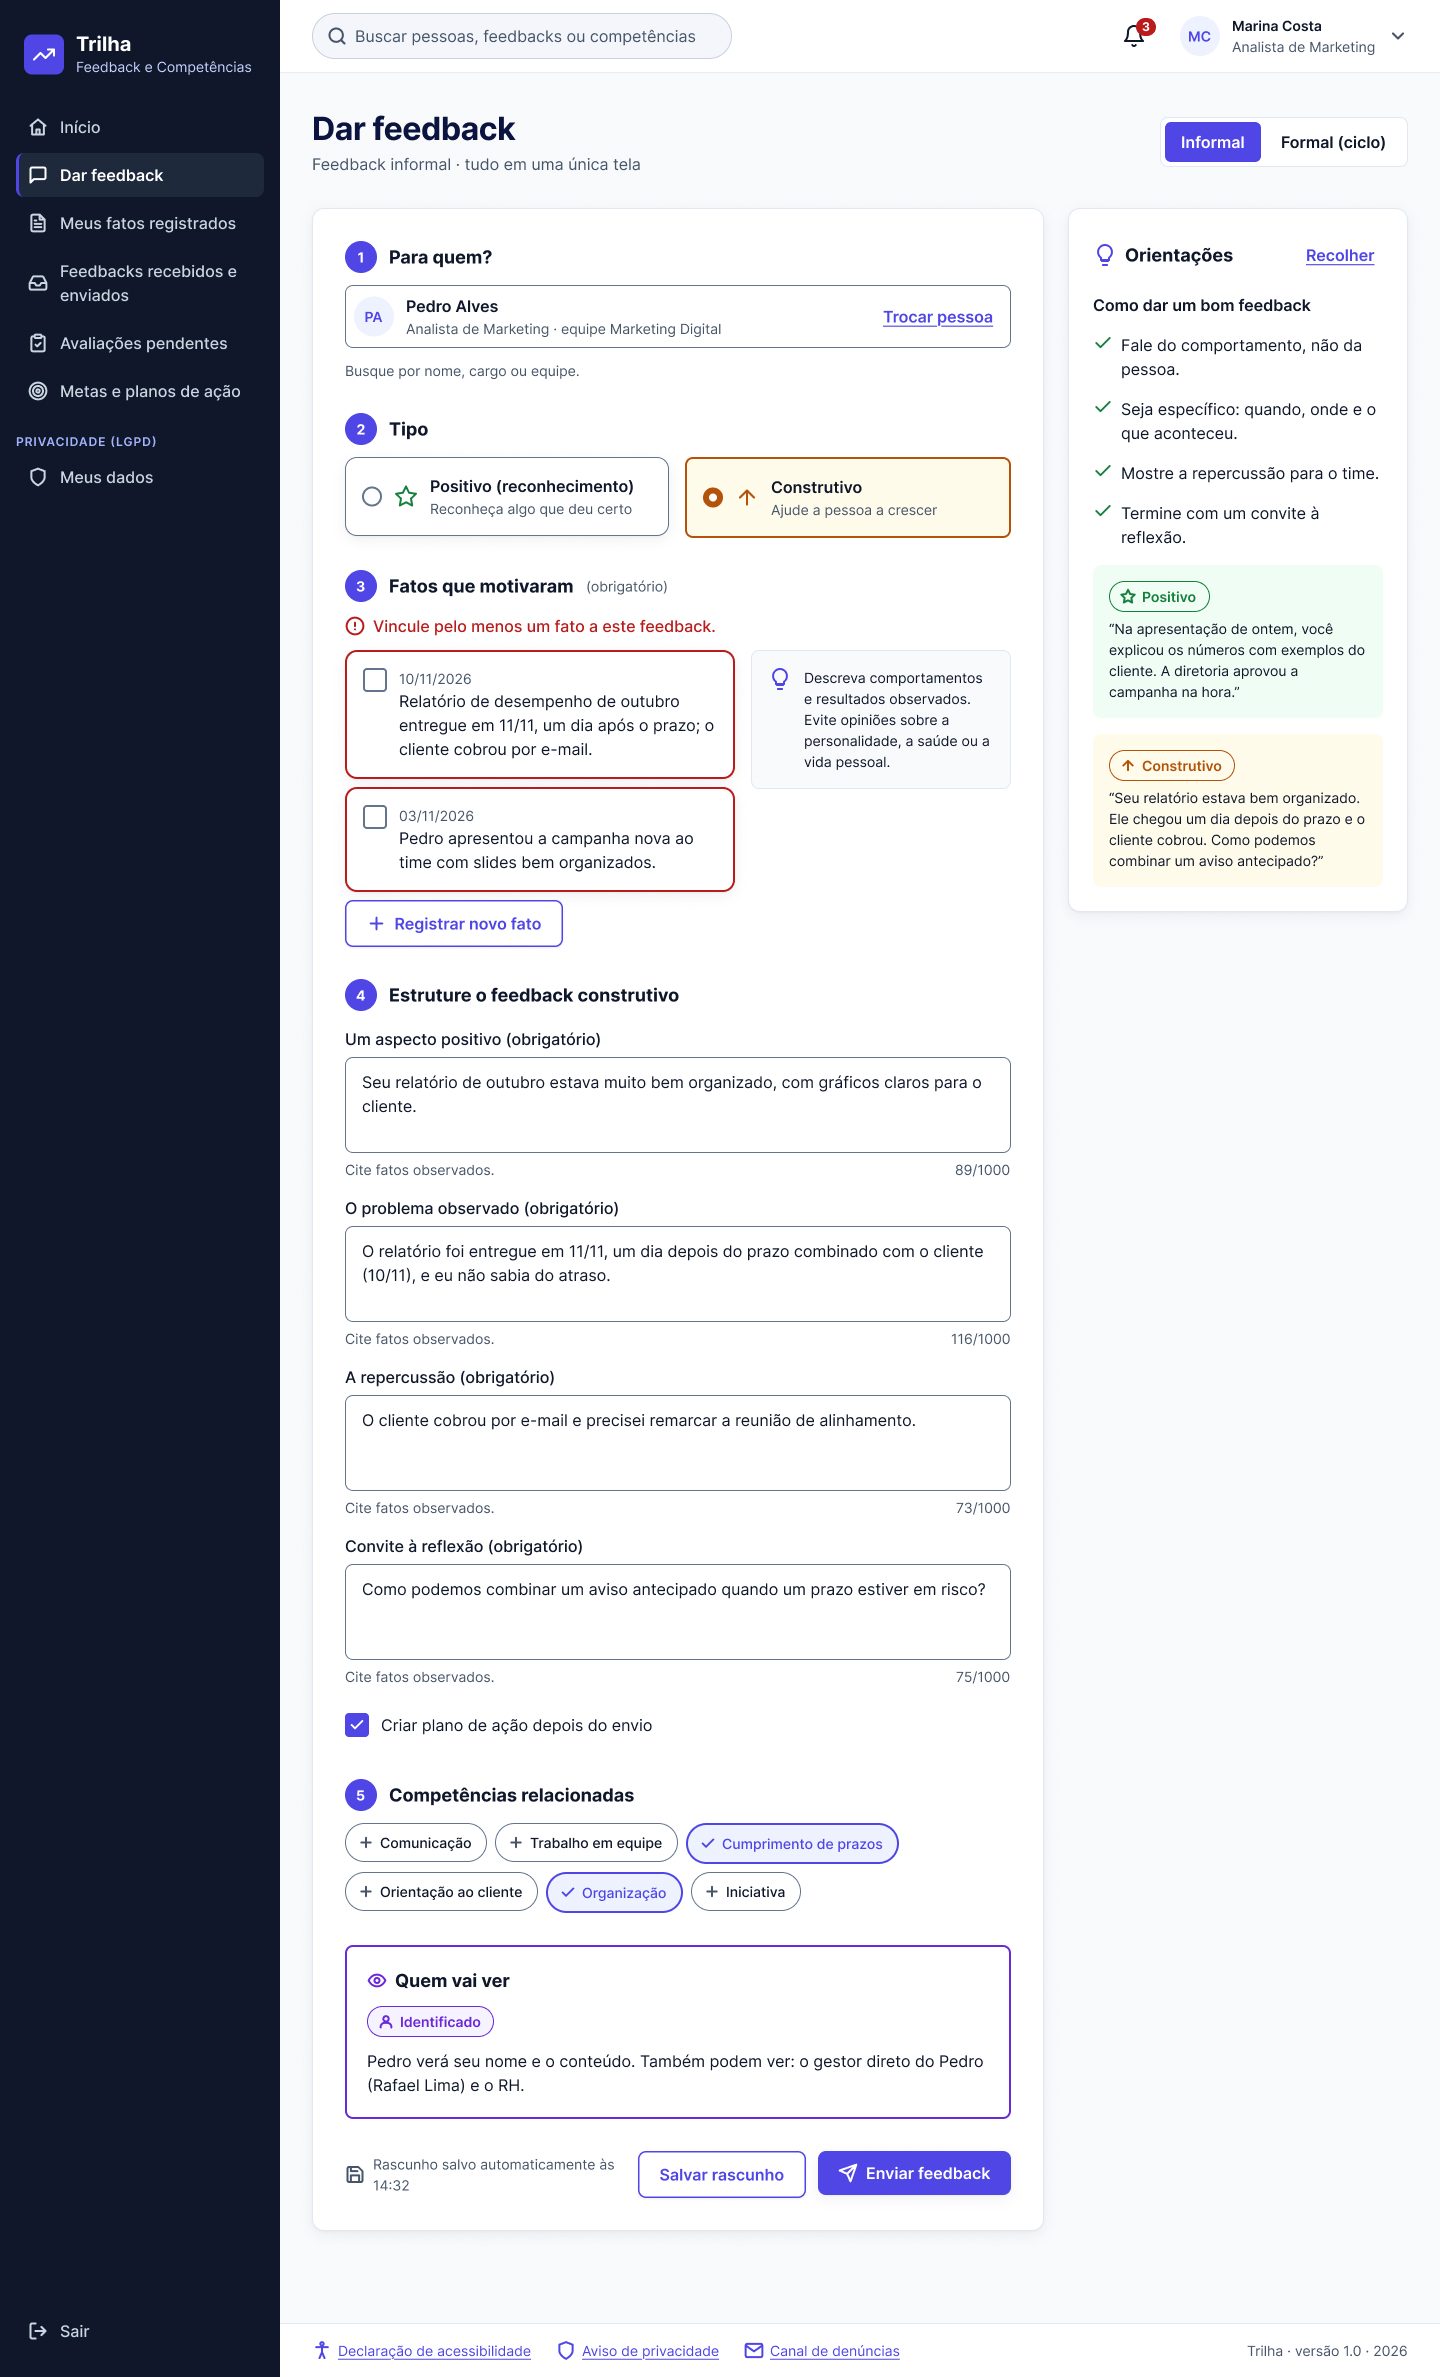 Trilha
Feedback e Competências
Início
Dar feedback
Meus fatos registrados
Feedbacks recebidos e
enviados
Avaliações pendentes
Metas e planos de ação
PRIVACIDADE (LGPD)
Meus dados
Sair
Buscar pessoas, feedbacks ou competências
3
MC
Marina Costa
Analista de Marketing
Dar feedback
Feedback informal · tudo em uma única tela
Informal
Formal (ciclo)
1
Para quem?
PA
Pedro Alves
Analista de Marketing · equipe Marketing Digital
Trocar pessoa
Busque por nome, cargo ou equipe.
2
Tipo
Positivo (reconhecimento)
Reconheça algo que deu certo
Construtivo
Ajude a pessoa a crescer
3
Fatos que motivaram (obrigatório)
Vincule pelo menos um fato a este feedback.
10/11/2026
Relatório de desempenho de outubro
entregue em 11/11, um dia após o prazo; o
cliente cobrou por e-mail.
03/11/2026
Pedro apresentou a campanha nova ao
time com slides bem organizados.
Descreva comportamentos
e resultados observados.
Evite opiniões sobre a
personalidade, a saúde ou a
vida pessoal.
Registrar novo fato
4
Estruture o feedback construtivo
Um aspecto positivo (obrigatório)
Seu relatório de outubro estava muito bem organizado, com gráficos claros para o
cliente.
Cite fatos observados.
89/1000
O problema observado (obrigatório)
O relatório foi entregue em 11/11, um dia depois do prazo combinado com o cliente
(10/11), e eu não sabia do atraso.
Cite fatos observados.
116/1000
A repercussão (obrigatório)
O cliente cobrou por e-mail e precisei remarcar a reunião de alinhamento.
Cite fatos observados.
73/1000
Convite à reflexão (obrigatório)
Como podemos combinar um aviso antecipado quando um prazo estiver em risco?
Cite fatos observados.
75/1000
Criar plano de ação depois do envio
5
Competências relacionadas
Comunicação
Trabalho em equipe
Cumprimento de prazos
Orientação ao cliente
Organização
Iniciativa
Quem vai ver
Identificado
Pedro verá seu nome e o conteúdo. Também podem ver: o gestor direto do Pedro
(Rafael Lima) e o RH.
Rascunho salvo automaticamente às
14:32
Salvar rascunho
Enviar feedback
Orientações
Recolher
Como dar um bom feedback
Fale do comportamento, não da
pessoa.
Seja específico: quando, onde e o
que aconteceu.
Mostre a repercussão para o time.
Termine com um convite à
reflexão.
Positivo
“Na apresentação de ontem, você
explicou os números com exemplos do
cliente. A diretoria aprovou a
campanha na hora.”
Construtivo
“Seu relatório estava bem organizado.
Ele chegou um dia depois do prazo e o
cliente cobrou. Como podemos
combinar um aviso antecipado?”
Declaração de acessibilidade
Aviso de privacidade
Canal de denúncias
Trilha · versão 1.0 · 2026